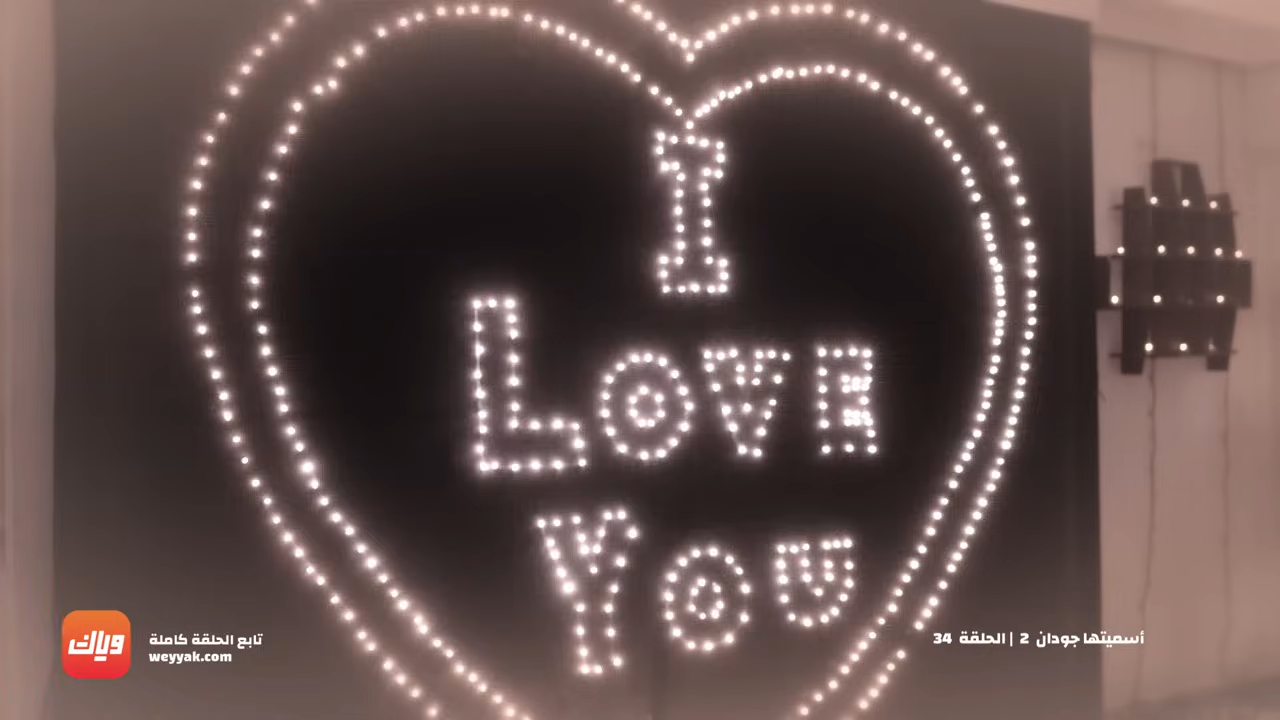 I
LOVE
YOU
وياك
تابع الحلقة كاملة
weyyak.com
أسميتها جودان 2 | الحلقة 34